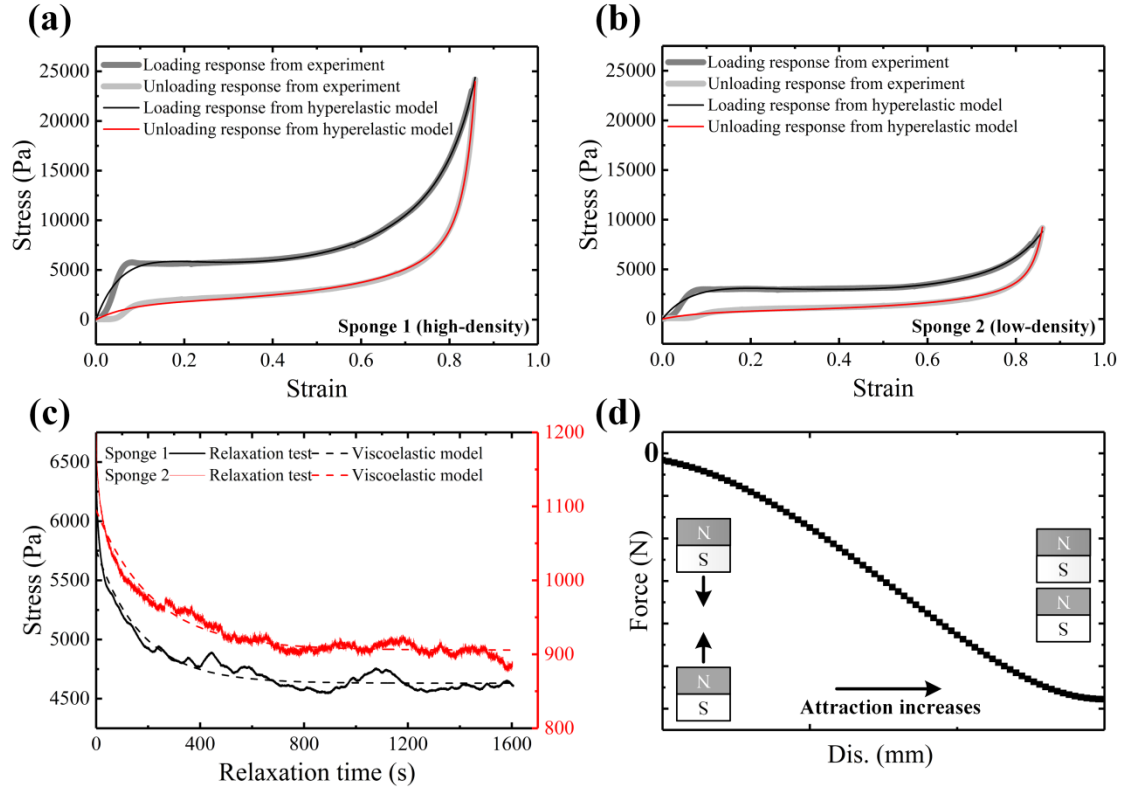 (a)
25000
20000
15000
10000
5000
0
Stress (Pa)
Loading response from experiment
Unloading response from experiment
Loading response from hyperelastic model
Unloading response from hyperelastic model
Sponge 1 (high-density)
0.0 0.2 0.4 0.6 0.8 1.0
Strain
(b)
25000
20000
15000
10000
5000
0
Stress (Pa)
Loading response from experiment
Unloading response from experiment
Loading response from hyperelastic model
Unloading response from hyperelastic model
Sponge 2 (low-density)
0.0 0.2 0.4 0.6 0.8 1.0
Strain
(c)
6500
6000
5500
5000
4500
Stress (Pa)
Sponge 1 Relaxation test Viscoelastic model
Sponge 2 Relaxation test Viscoelastic model
1200
1100
1000
900
800
0 400 800 1200 1600
Relaxation time (s)
(d)
0
Force (N)
N
S
N
S
N
S
N
S
Attraction increases
Dis. (mm)